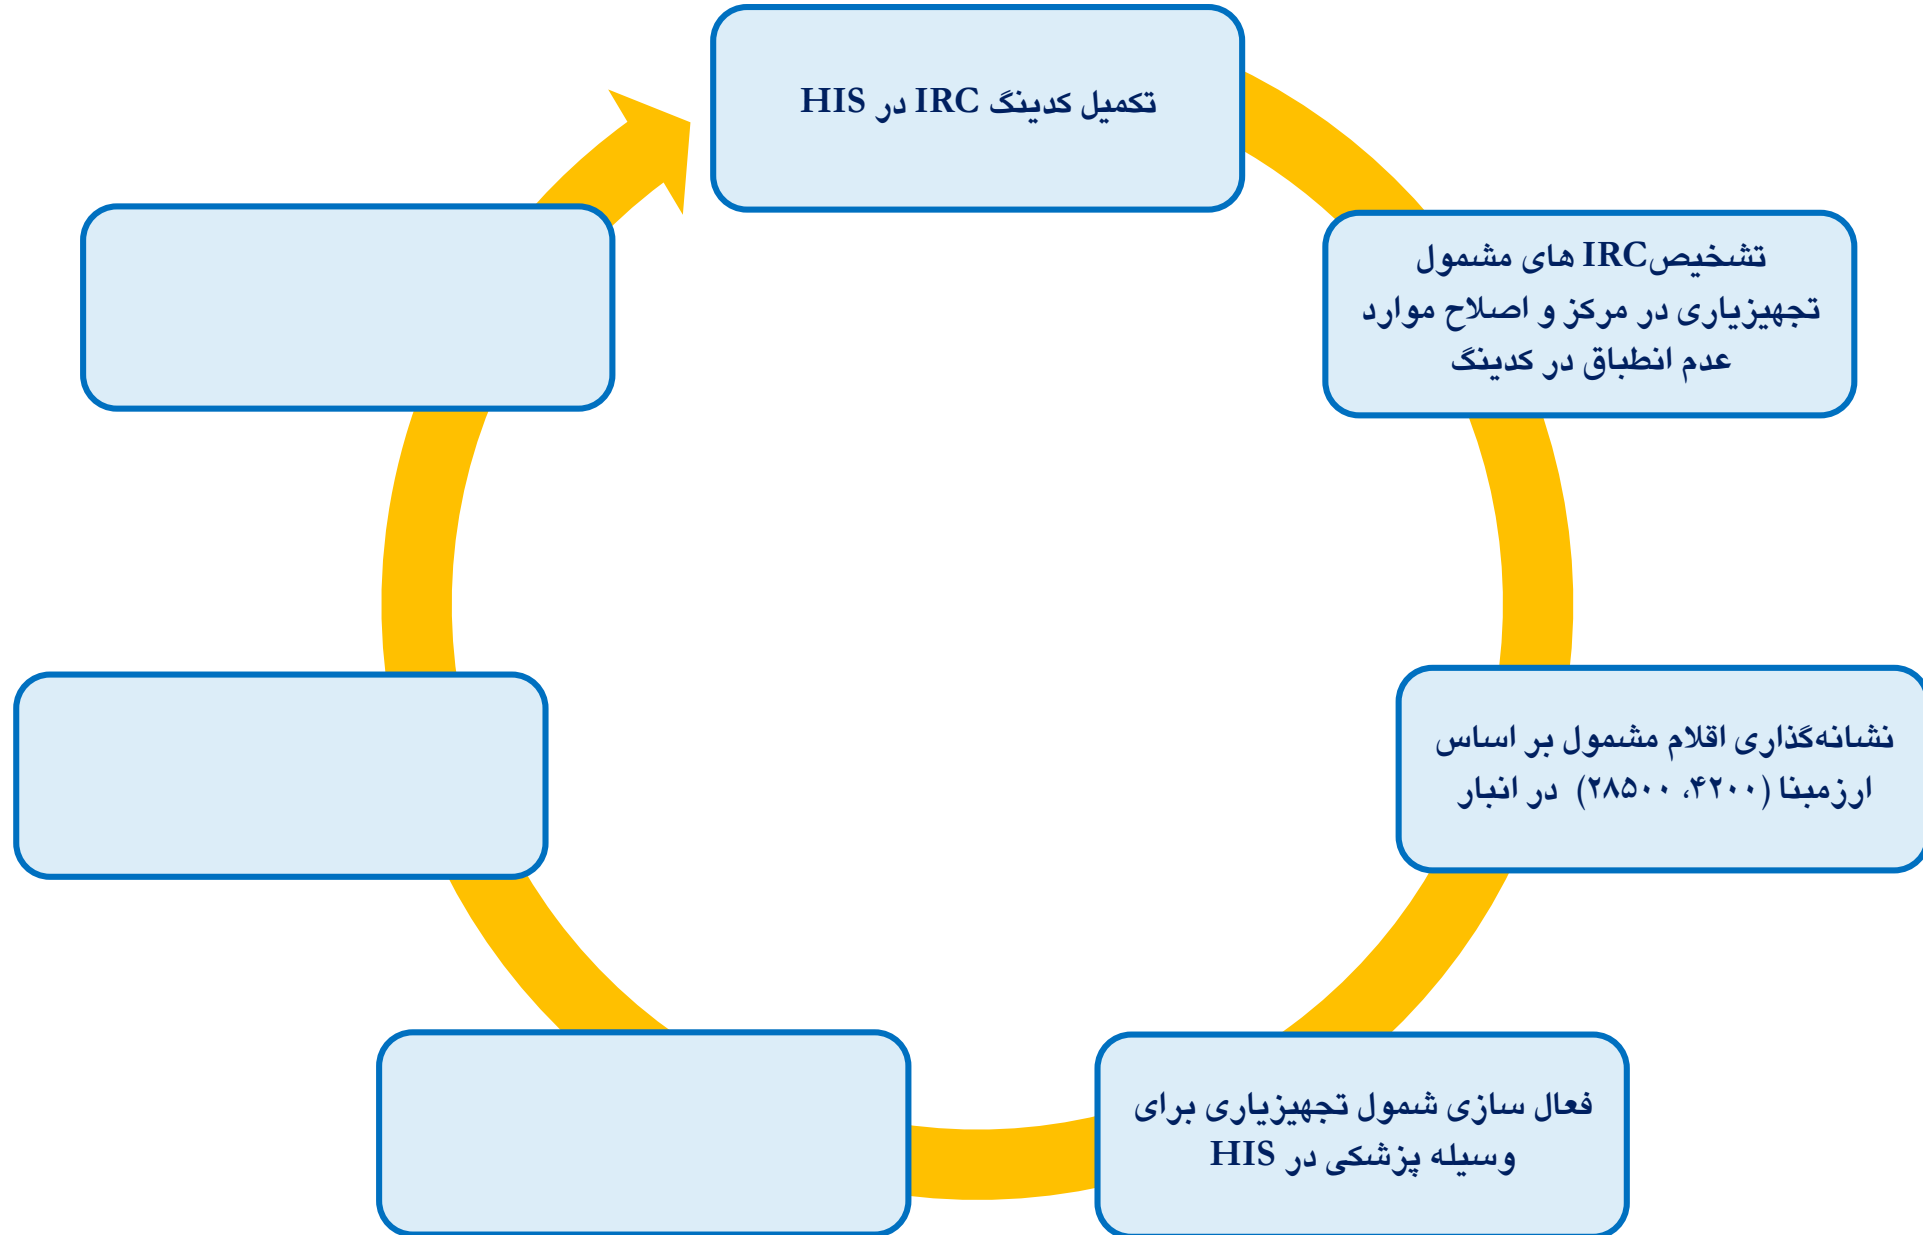 تکمیل کدینگ IRC در HIS
تشخیصIRC های مشمول
تجهیزیاری در مرکز و اصلاح موارد
عدم انطباق در کدینگ
نشانه‌گذاری اقلام مشمول بر اساس
ارزمبنا (۴۲۰۰، ۲۸۵۰۰) در انبار
فعال سازی شمول تجهیزیاری برای
وسیله پزشکی در HIS